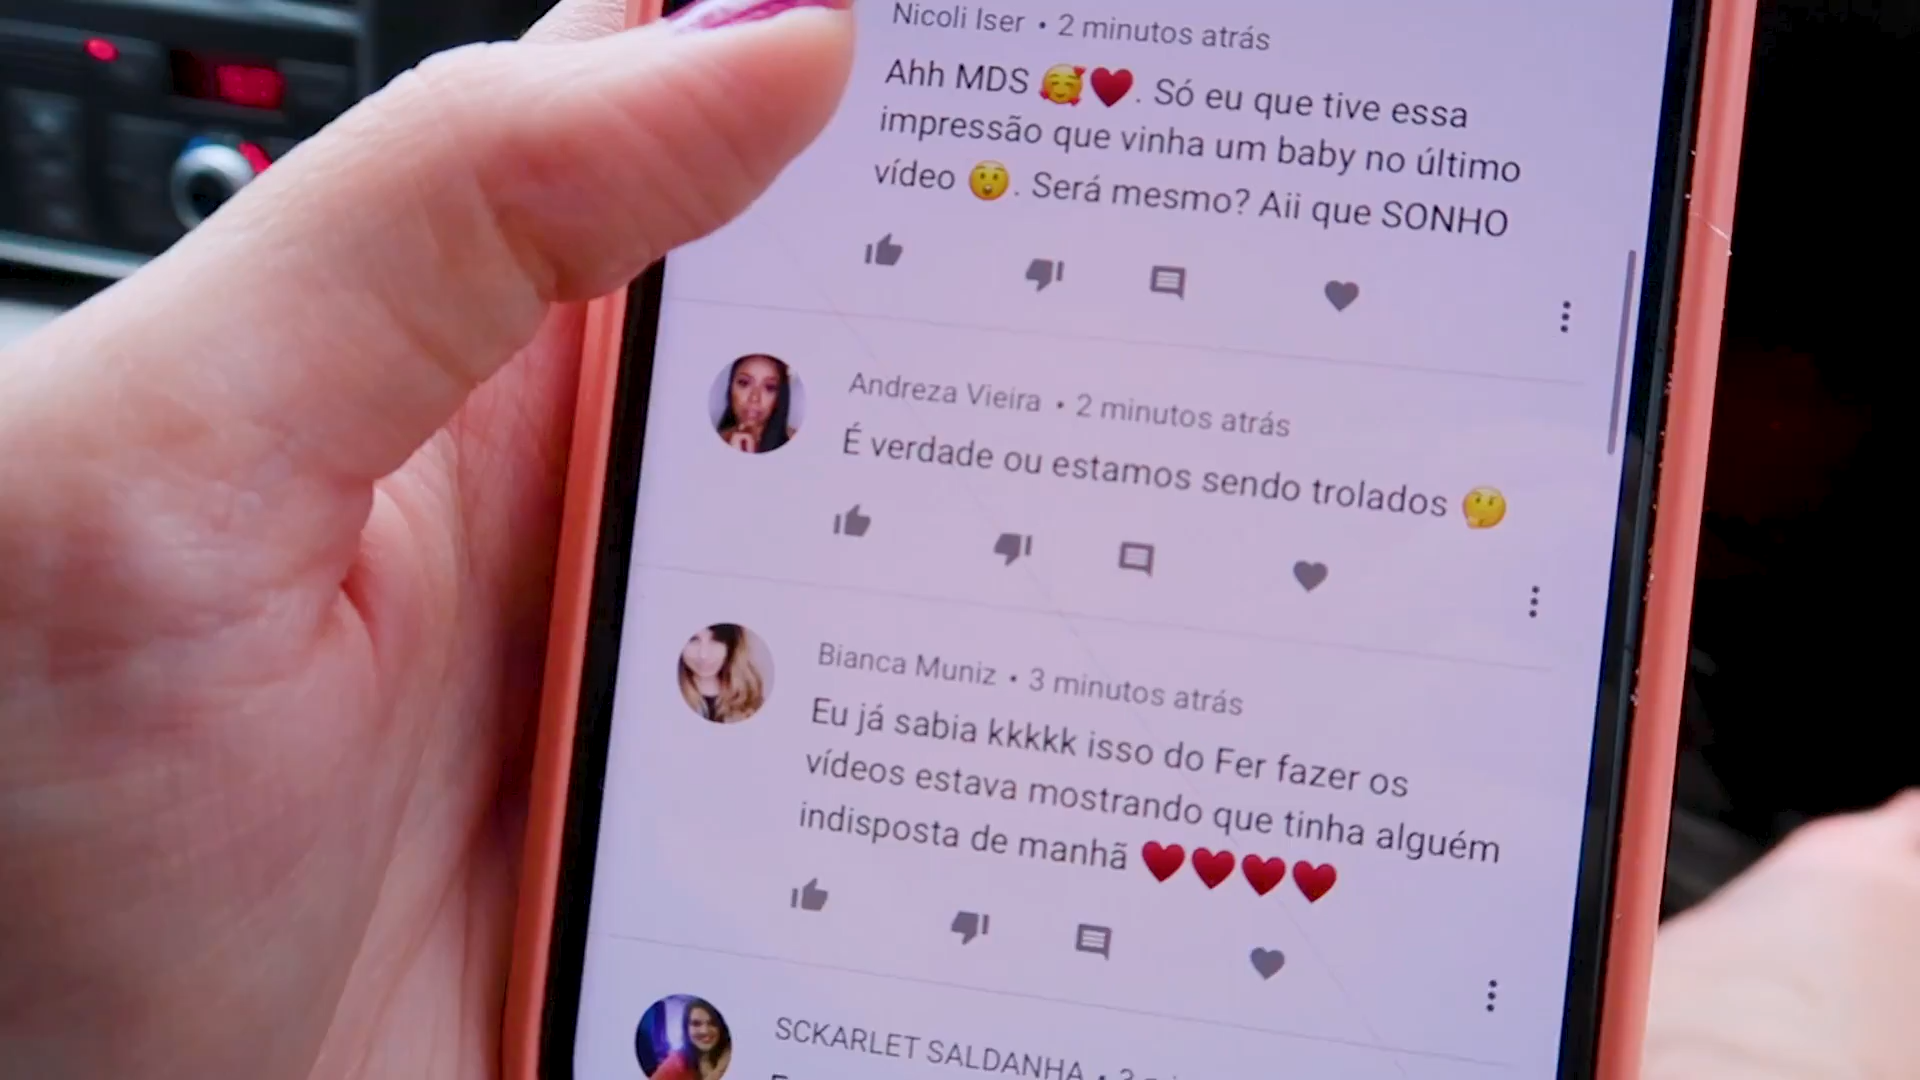 Nicoli Iser • 2 minutos atrás
Ahh MDS 🥰♥. Só eu que tive essa
impressão que vinha um baby no último
vídeo 😲. Será mesmo? Aii que SONHO
Andreza Vieira • 2 minutos atrás
É verdade ou estamos sendo trolados 🤔
Bianca Muniz • 3 minutos atrás
Eu já sabia kkkkk isso do Fer fazer os
vídeos estava mostrando que tinha alguém
indisposta de manhã ♥♥♥♥
SCKARLET SALDANHA •